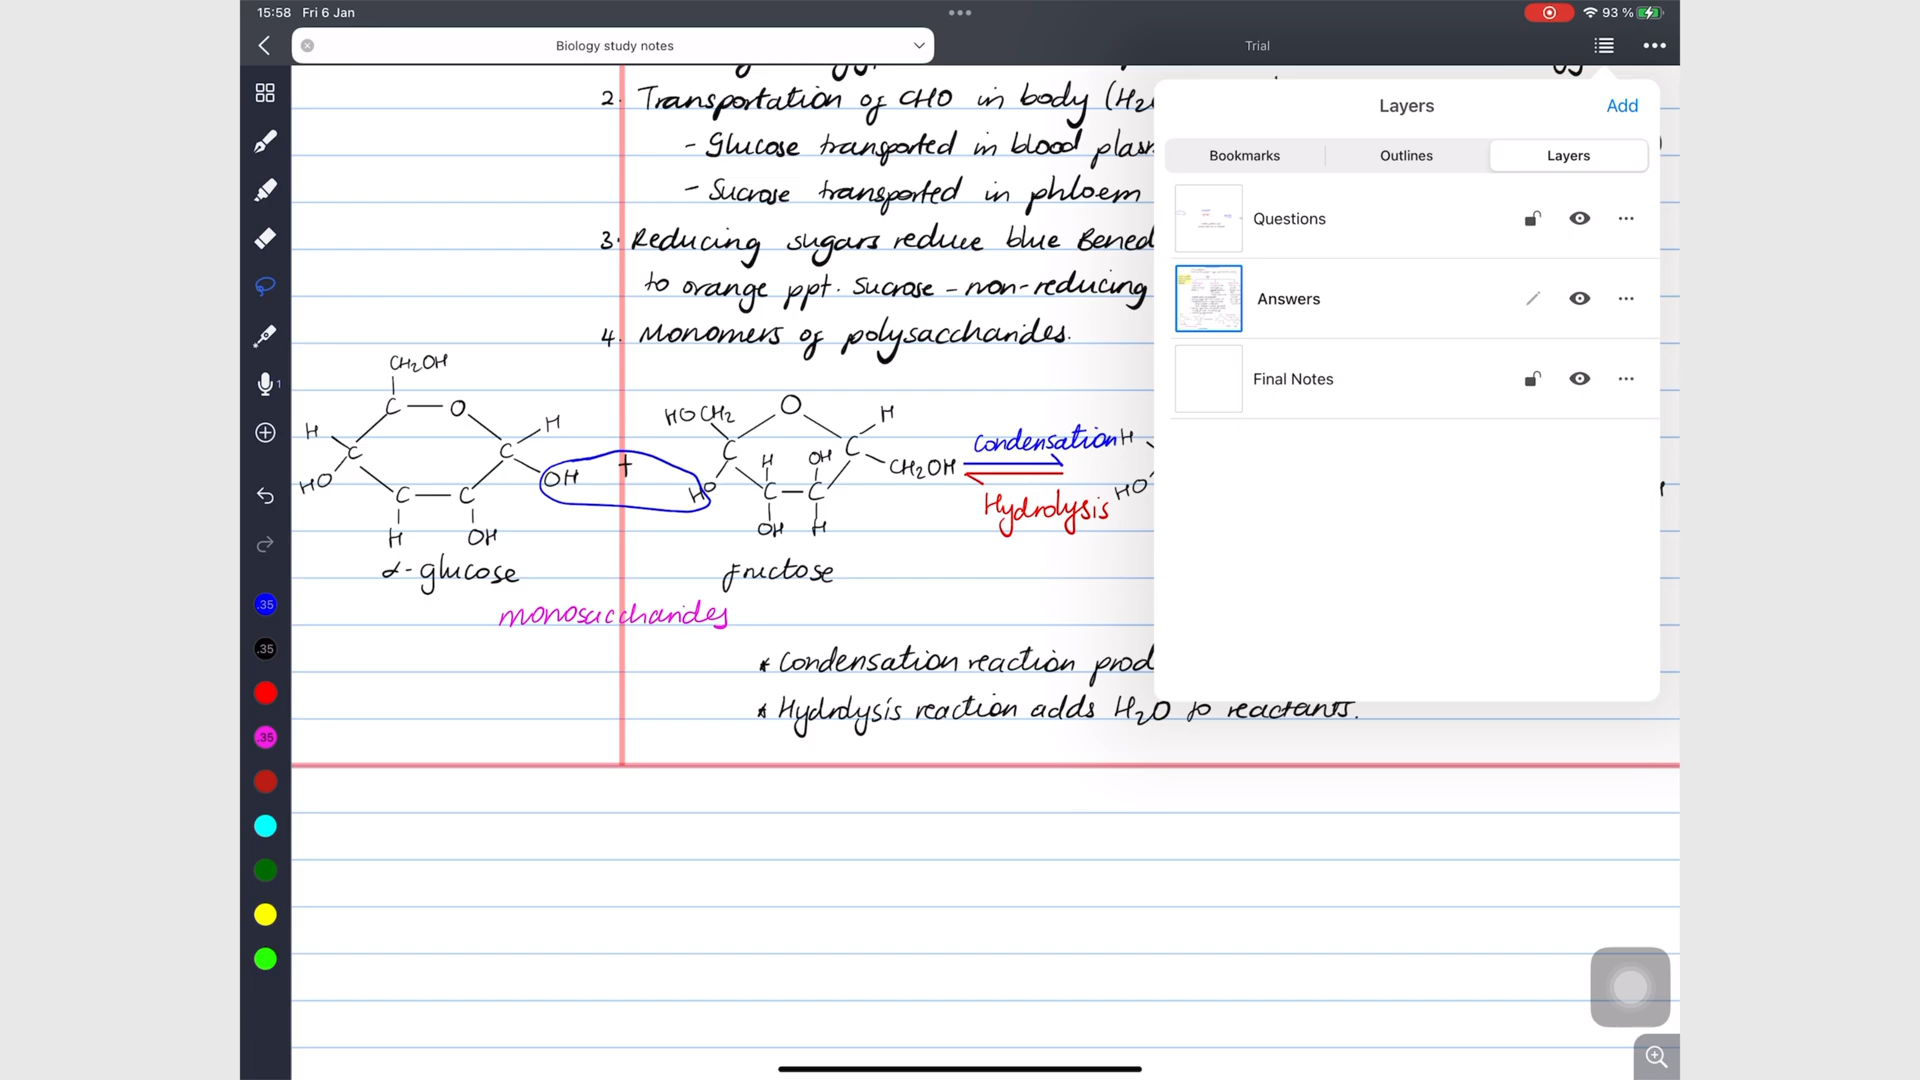 15:58 Fri 6 Jan
93 %
Biology study notes
Trial
2. Transportation of CHO in body (H₂
- Glucose transported in blood plas
- Sucrose transported in phloem
3. Reducing sugars reduce blue Bened
to orange ppt. Sucrose - non-reducing
4. Monomers of polysaccharides.
Layers
Add
Bookmarks
Outlines
Layers
Questions
Answers
Final Notes
CH₂OH
C — O
H
H
C
C
HO
OH
C — C
H
OH
α-glucose
+
HOCH₂
O
H
C
C
H
OH
CH₂OH
HO
C — C
OH
H
fructose
Condensation
Hydrolysis
H
HO
monosaccharides
* Condensation reaction prod
* Hydrolysis reaction adds H₂O to reactants.
1
.35
.35
.35